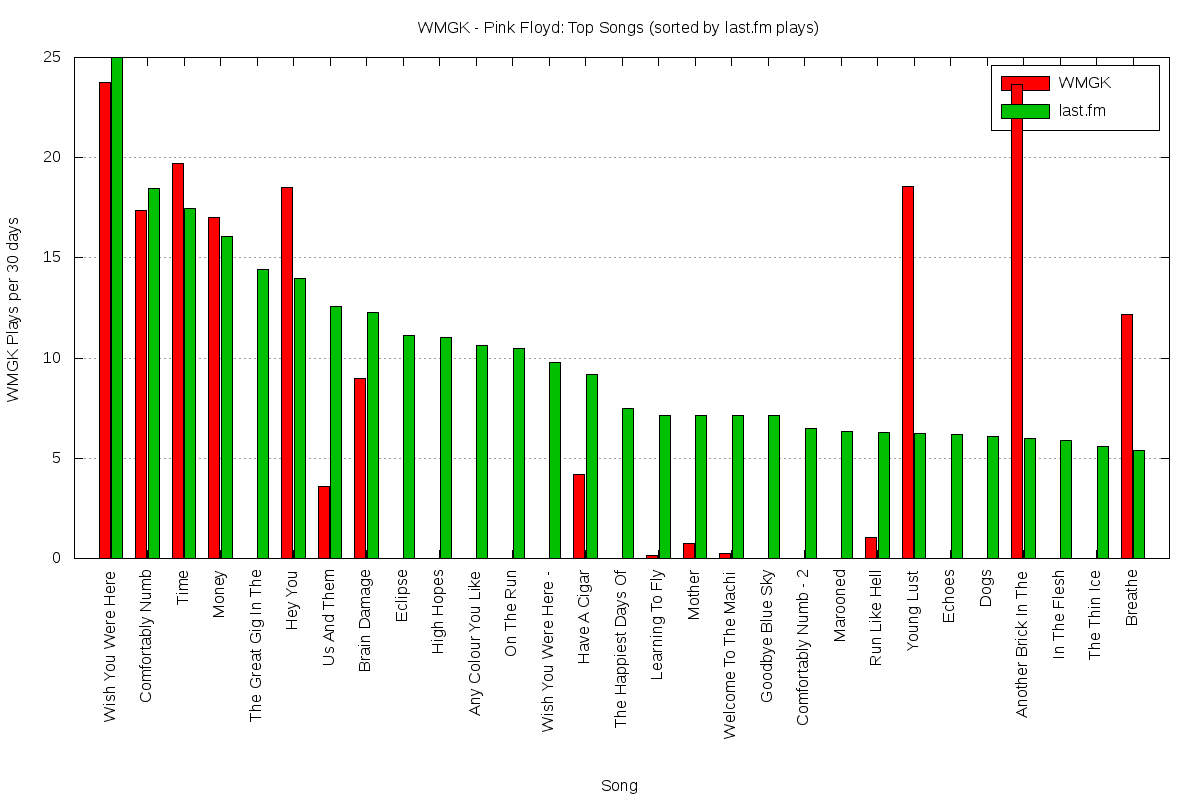 WMGK - Pink Floyd: Top Songs (sorted by last.fm plays)
WMGK
last.fm
25
20
15
10
5
0
WMGK Plays per 30 days
Wish You Were Here
Comfortably Numb
Time
Money
The Great Gig In The
Hey You
Us And Them
Brain Damage
Eclipse
High Hopes
Any Colour You Like
On The Run
Wish You Were Here -
Have A Cigar
The Happiest Days Of
Learning To Fly
Mother
Welcome To The Machi
Goodbye Blue Sky
Comfortably Numb - 2
Marooned
Run Like Hell
Young Lust
Echoes
Dogs
Another Brick In The
In The Flesh
The Thin Ice
Breathe
Song